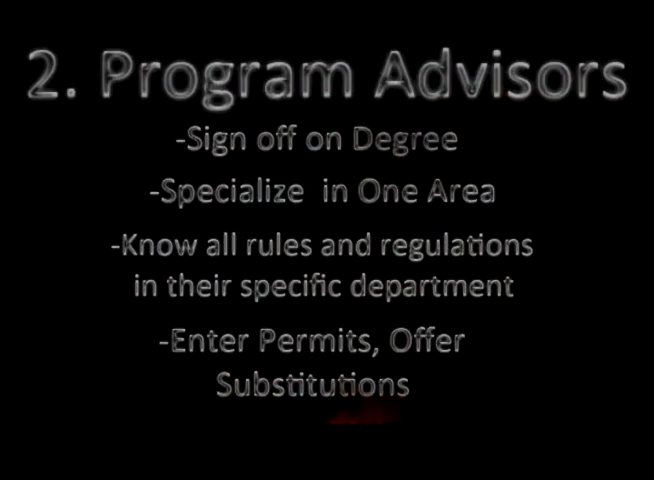 2. Program Advisors
-Sign off on Degree
-Specialize  in One Area
-Know all rules and regulations
in their specific department
-Enter Permits, Offer
Substitutions